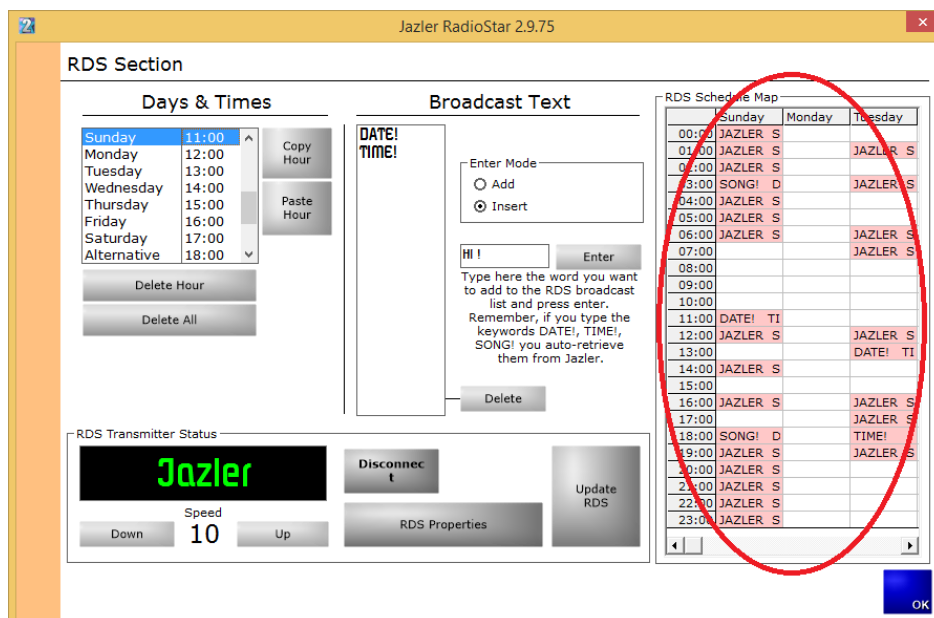 Jazler RadioStar 2.9.75
RDS Section
Days & Times
Sunday 11:00
Monday 12:00
Tuesday 13:00
Wednesday 14:00
Thursday 15:00
Friday 16:00
Saturday 17:00
Alternative 18:00
Copy
Hour
Paste
Hour
Delete Hour
Delete All
Broadcast Text
DATE!
TIME!
Enter Mode
Add
Insert
HI !
Enter
Type here the word you want
to add to the RDS broadcast
list and press enter.
Remember, if you type the
keywords DATE!, TIME!,
SONG! you auto-retrieve
them from Jazler.
Delete
RDS Schedule Map
Sunday Monday Tuesday
00:00 JAZLER S
01:00 JAZLER S JAZLER S
02:00 JAZLER S
03:00 SONG! D JAZLER S
04:00 JAZLER S
05:00 JAZLER S
06:00 JAZLER S JAZLER S
07:00 JAZLER S
08:00
09:00
10:00
11:00 DATE! TI
12:00 JAZLER S JAZLER S
13:00 DATE! TI
14:00 JAZLER S
15:00
16:00 JAZLER S JAZLER S
17:00 JAZLER S
18:00 SONG! D TIME!
19:00 JAZLER S JAZLER S
20:00 JAZLER S
21:00 JAZLER S
22:00 JAZLER S
23:00 JAZLER S
RDS Transmitter Status
Jazler
Speed
Down 10 Up
Disconnec
t
RDS Properties
Update
RDS
OK